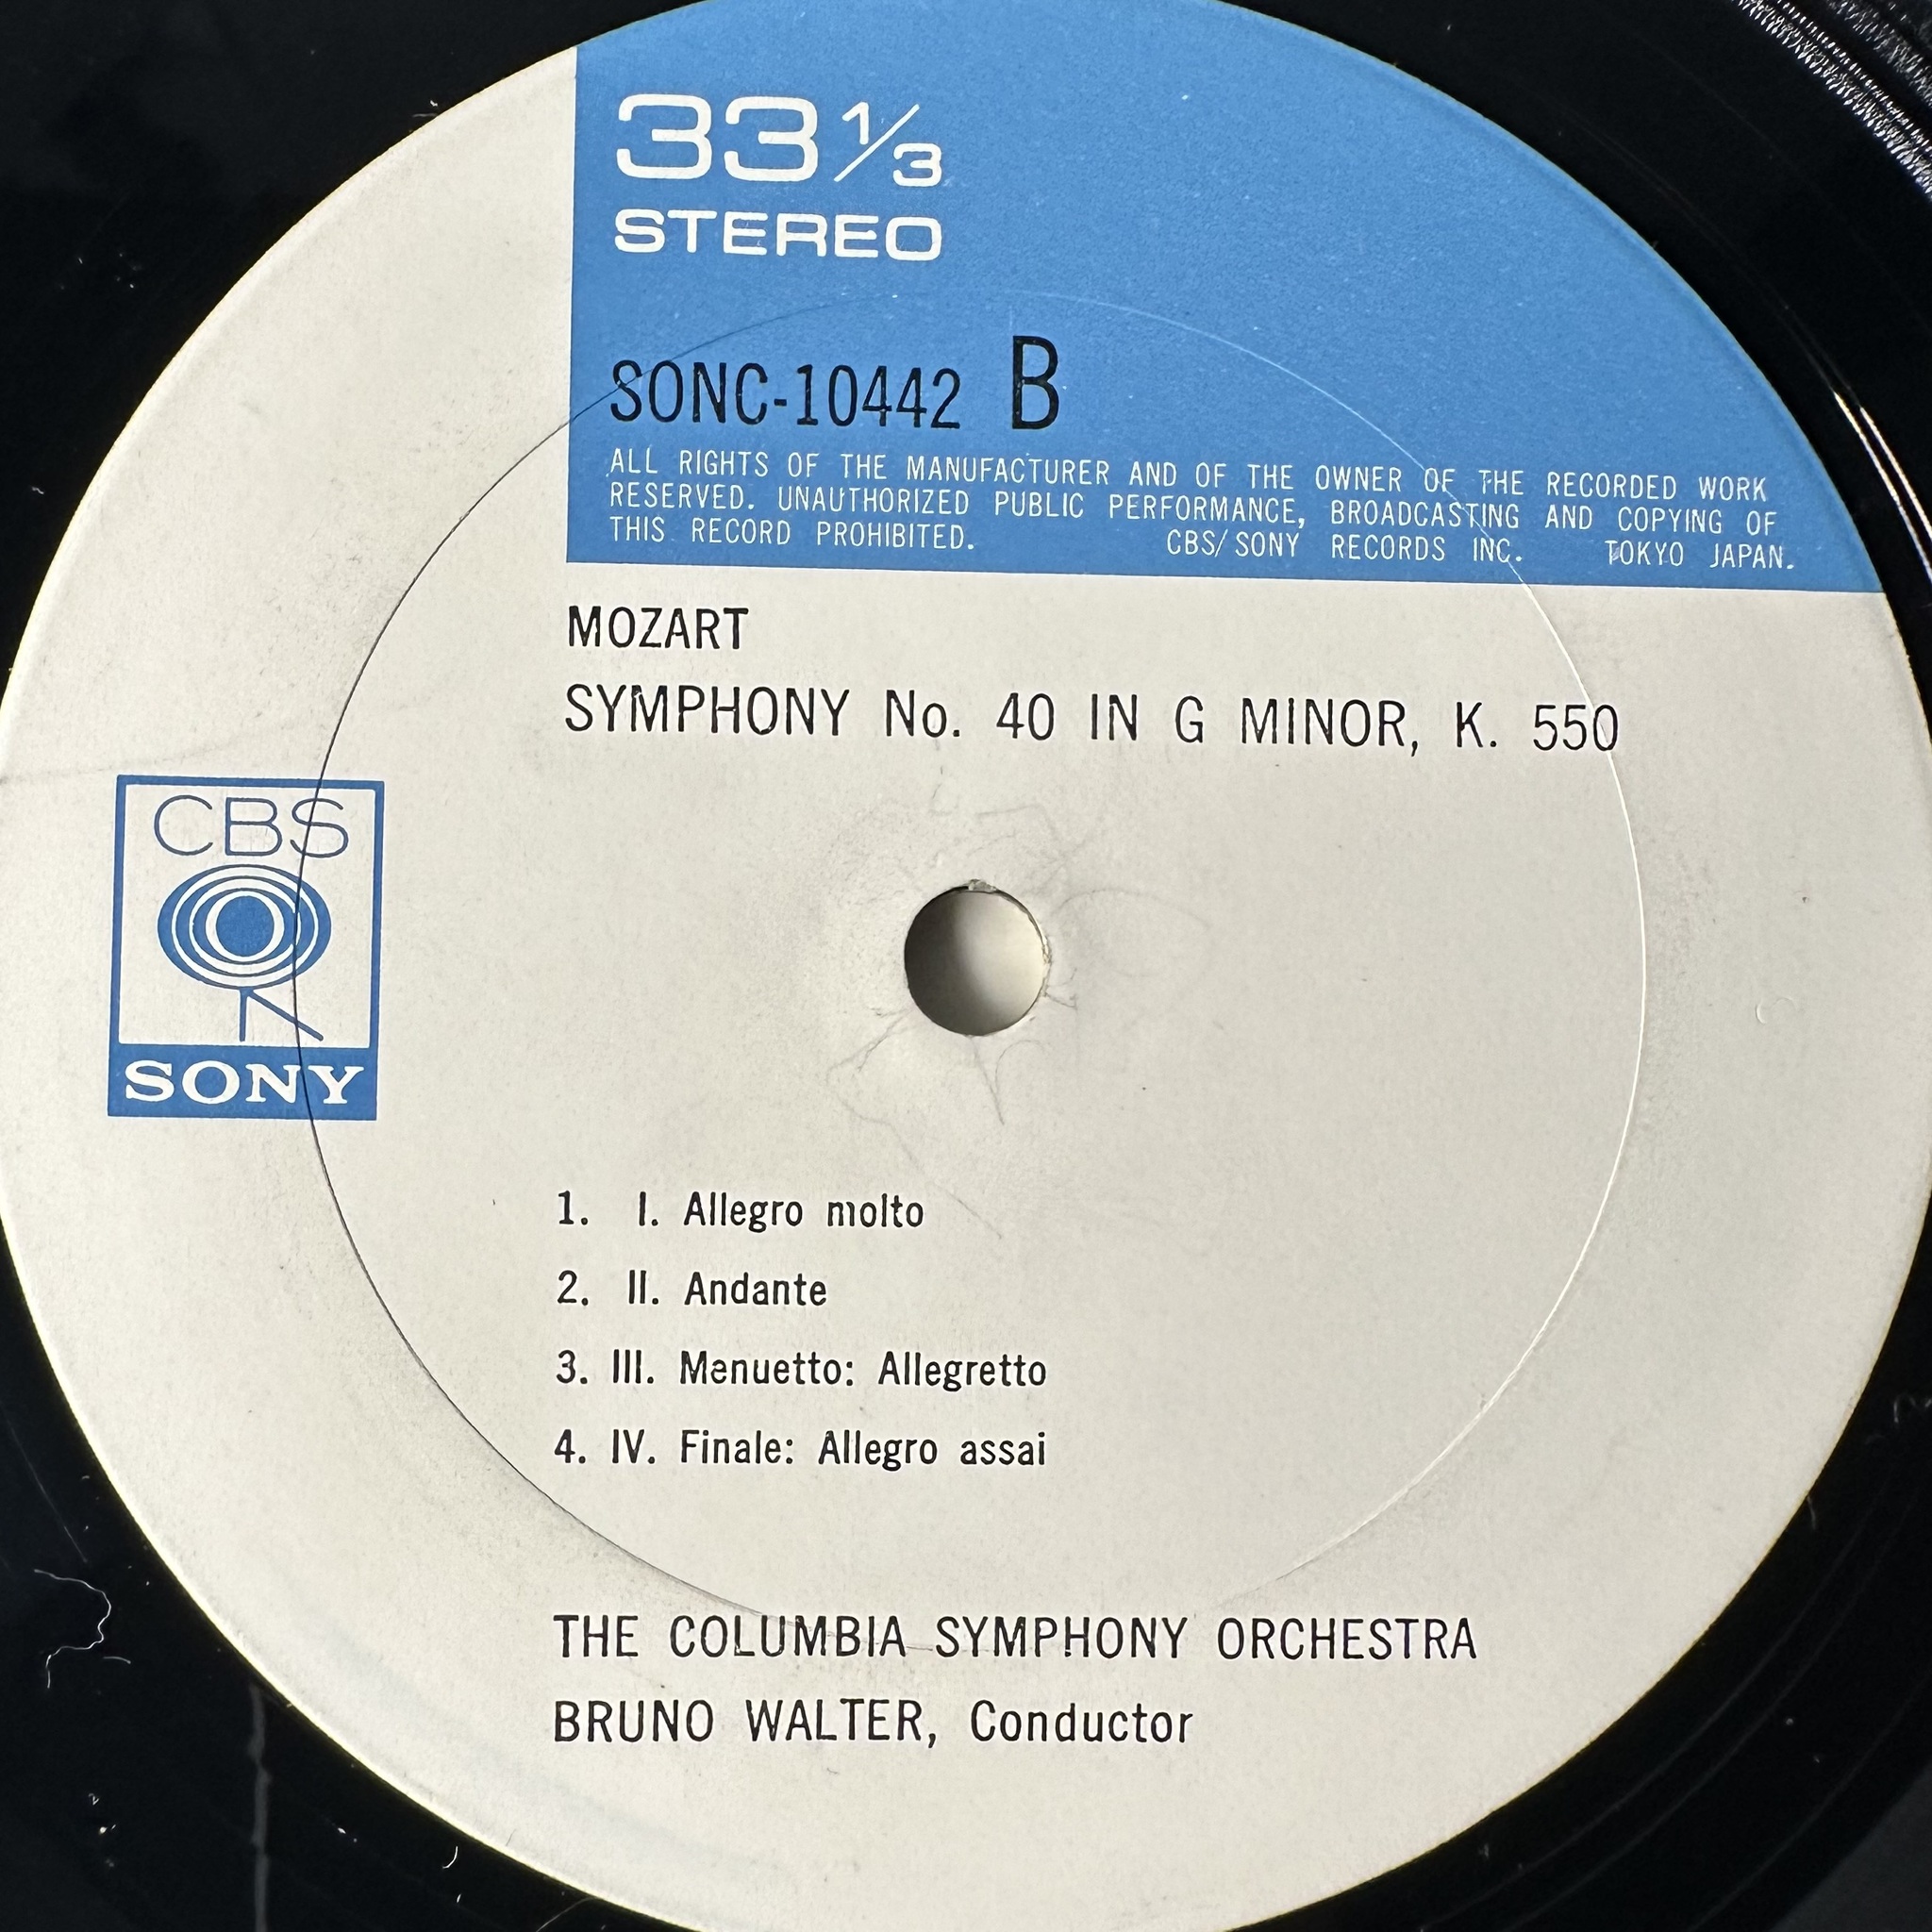 33 1/3
STEREO
SONC-10442 B
ALL RIGHTS OF THE MANUFACTURER AND OF THE OWNER OF THE RECORDED WORK
RESERVED. UNAUTHORIZED PUBLIC PERFORMANCE, BROADCASTING AND COPYING OF
THIS RECORD PROHIBITED. CBS/SONY RECORDS INC. TOKYO JAPAN.
MOZART
SYMPHONY No. 40 IN G MINOR, K. 550
CBS
SONY
1. I. Allegro molto
2. II. Andante
3. III. Menuetto: Allegretto
4. IV. Finale: Allegro assai
THE COLUMBIA SYMPHONY ORCHESTRA
BRUNO WALTER, Conductor